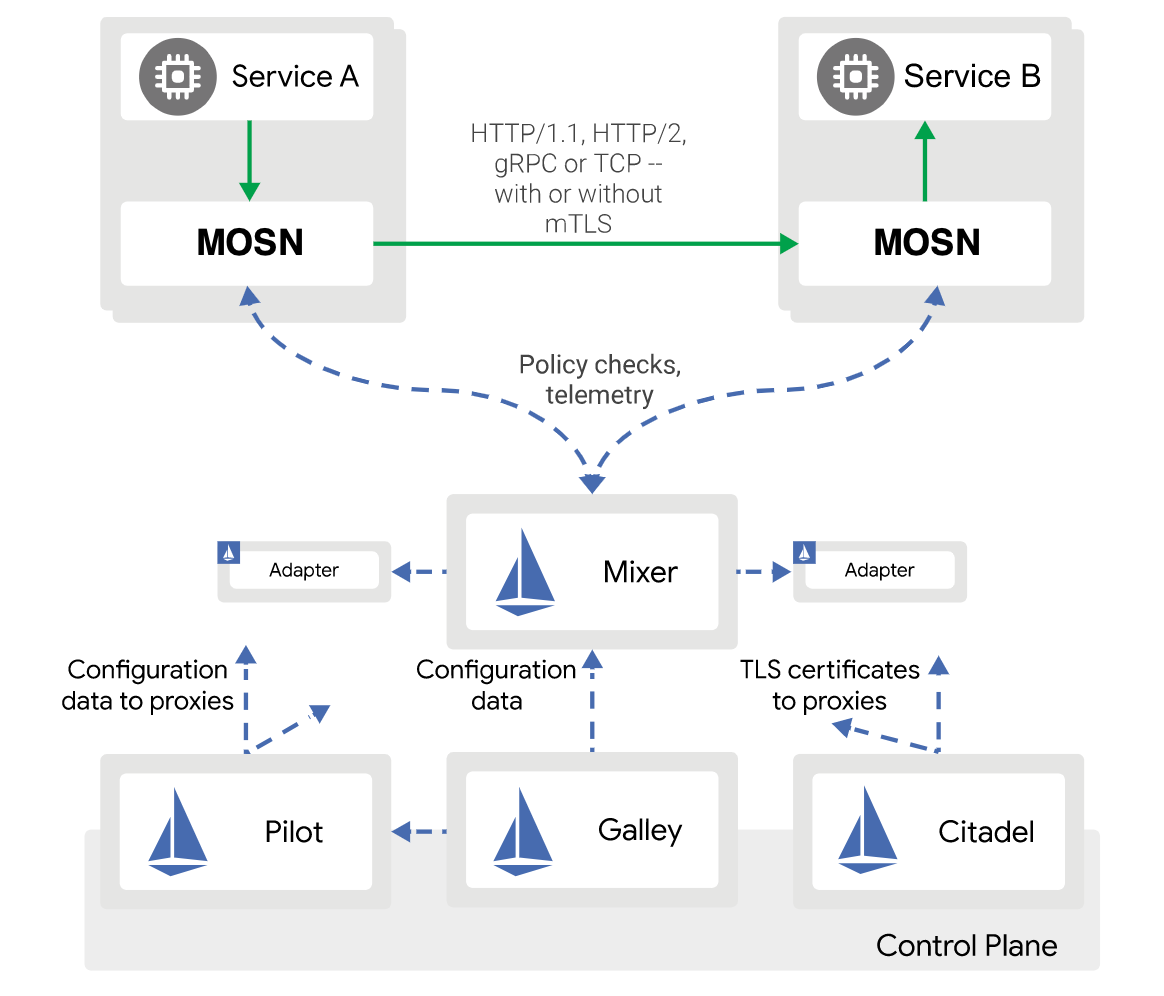 Service A
Service B
HTTP/1.1, HTTP/2,
gRPC or TCP --
with or without
mTLS
MOSN
MOSN
Policy checks,
telemetry
Adapter
Mixer
Adapter
Configuration
data to proxies
Configuration
data
TLS certificates
to proxies
Pilot
Galley
Citadel
Control Plane